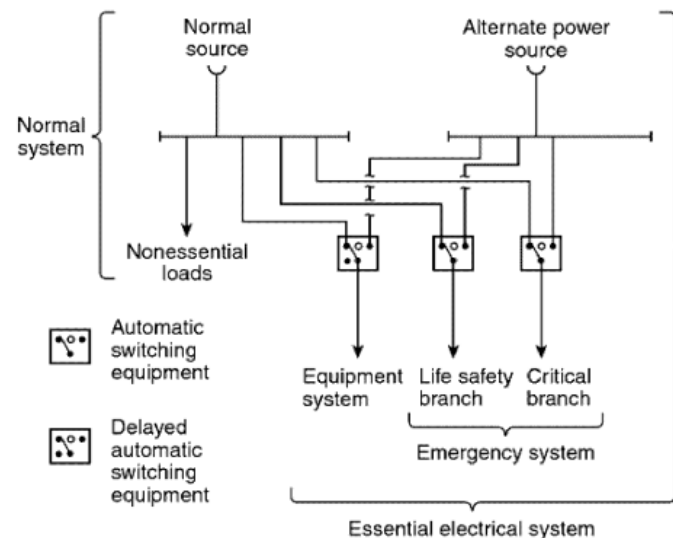 Normal
source
Alternate power
source
Normal
system
Nonessential
loads
Automatic
switching
equipment
Equipment
system
Life safety
branch
Critical
branch
Delayed
automatic
switching
equipment
Emergency system
Essential electrical system